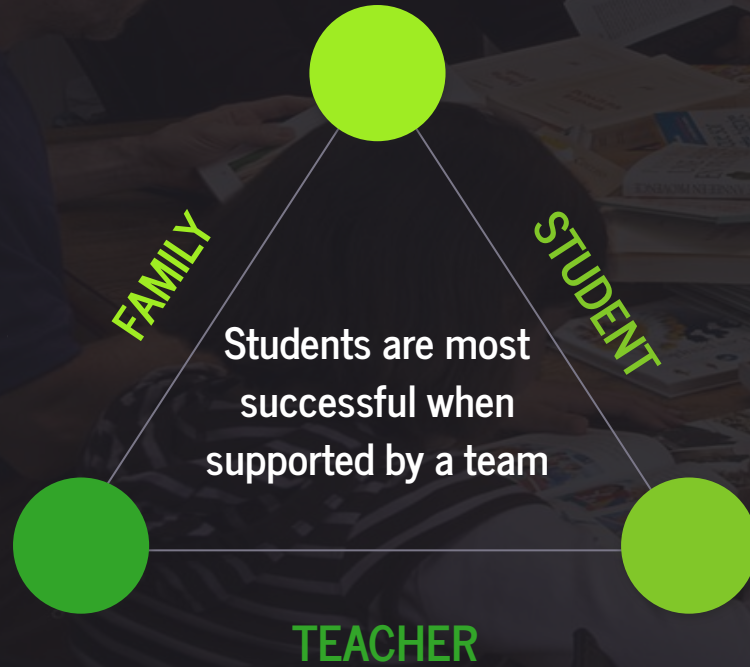 FAMILY
STUDENT
Students are most
successful when
supported by a team
TEACHER